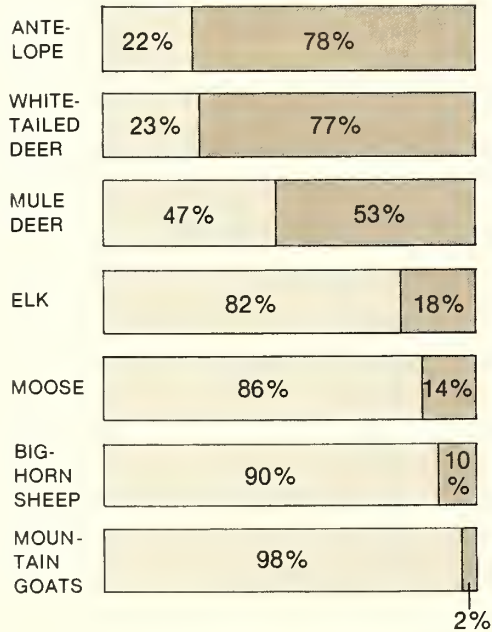 ANTE-
LOPE
22% 78%
WHITE-
TAILED
DEER
23% 77%
MULE
DEER
47% 53%
ELK
82% 18%
MOOSE
86% 14%
BIG-
HORN
SHEEP
90% 10
%
MOUN-
TAIN
GOATS
98%
2%